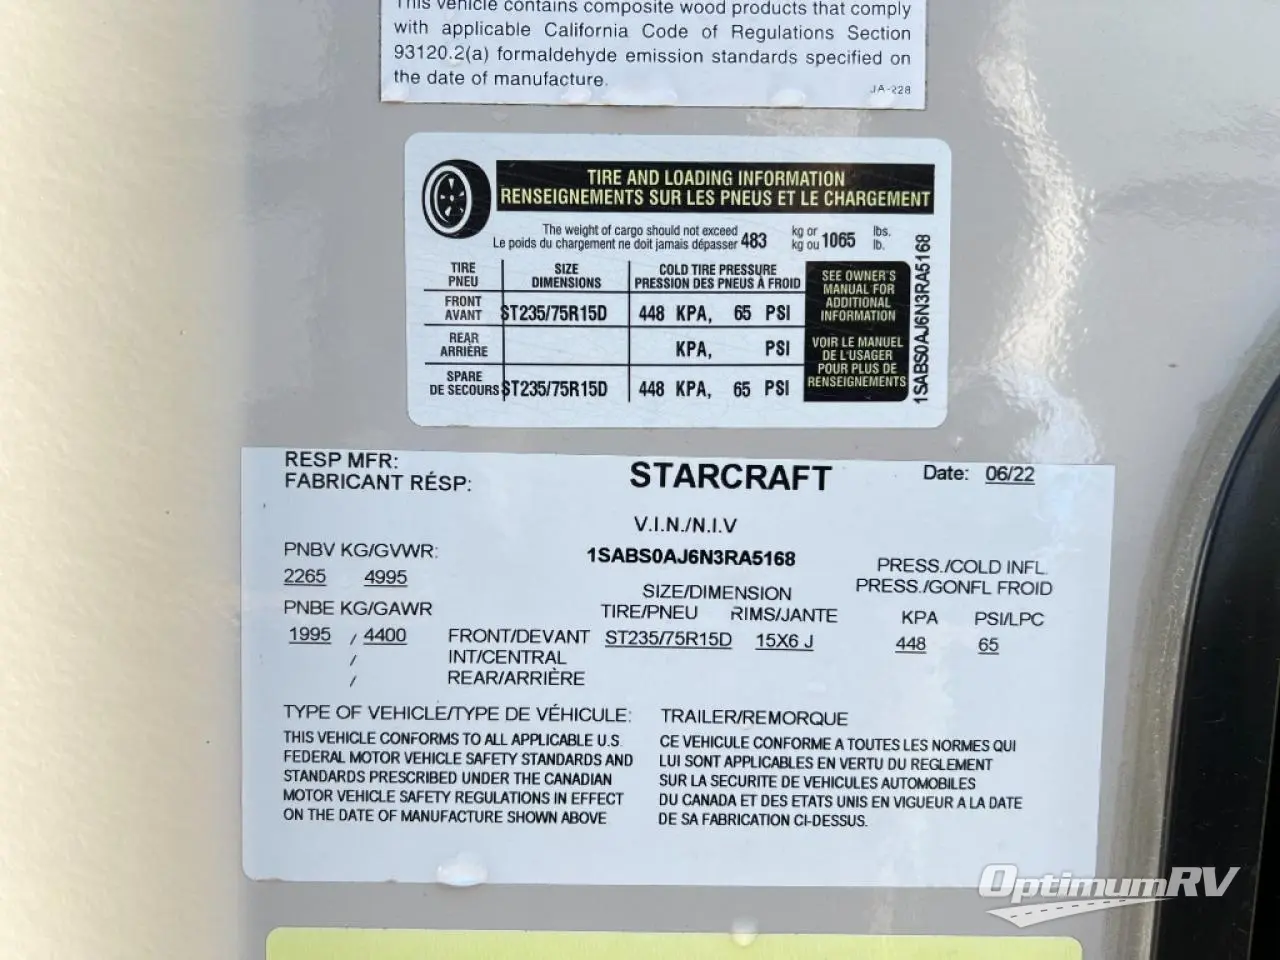 This vehicle contains composite wood products that comply
with applicable California Code of Regulations Section
93120.2(a) formaldehyde emission standards specified on
the date of manufacture.
JA-228
TIRE AND LOADING INFORMATION
RENSEIGNEMENTS SUR LES PNEUS ET LE CHARGEMENT
The weight of cargo should not exceed kg or lbs.
Le poids du chargement ne doit jamais dépasser 483 kg ou 1065 lb.
TIRE SIZE COLD TIRE PRESSURE
PNEU DIMENSIONS PRESSION DES PNEUS À FROID
FRONT
AVANT ST235/75R15D 448 KPA, 65 PSI
REAR
ARRIÈRE KPA, PSI
SPARE
DE SECOURS ST235/75R15D 448 KPA, 65 PSI
SEE OWNER'S
MANUAL FOR
ADDITIONAL
INFORMATION
VOIR LE MANUEL
DE L'USAGER
POUR PLUS DE
RENSEIGNEMENTS
1SABS0AJ6N3RA5168
RESP MFR: STARCRAFT Date: 06/22
FABRICANT RÉSP:
V.I.N./N.I.V
PNBV KG/GVWR: 1SABS0AJ6N3RA5168 PRESS./COLD INFL.
2265 4995 SIZE/DIMENSION PRESS./GONFL FROID
PNBE KG/GAWR TIRE/PNEU RIMS/JANTE KPA PSI/LPC
1995 / 4400 FRONT/DEVANT ST235/75R15D 15X6 J 448 65
/ INT/CENTRAL
/ REAR/ARRIÈRE
TYPE OF VEHICLE/TYPE DE VÉHICULE: TRAILER/REMORQUE
THIS VEHICLE CONFORMS TO ALL APPLICABLE U.S.
FEDERAL MOTOR VEHICLE SAFETY STANDARDS AND
STANDARDS PRESCRIBED UNDER THE CANADIAN
MOTOR VEHICLE SAFETY REGULATIONS IN EFFECT
ON THE DATE OF MANUFACTURE SHOWN ABOVE
CE VEHICULE CONFORME A TOUTES LES NORMES QUI
LUI SONT APPLICABLES EN VERTU DU REGLEMENT
SUR LA SECURITE DE VEHICULES AUTOMOBILES
DU CANADA ET DES ETATS UNIS EN VIGUEUR A LA DATE
DE SA FABRICATION CI-DESSUS.
OptimumRV